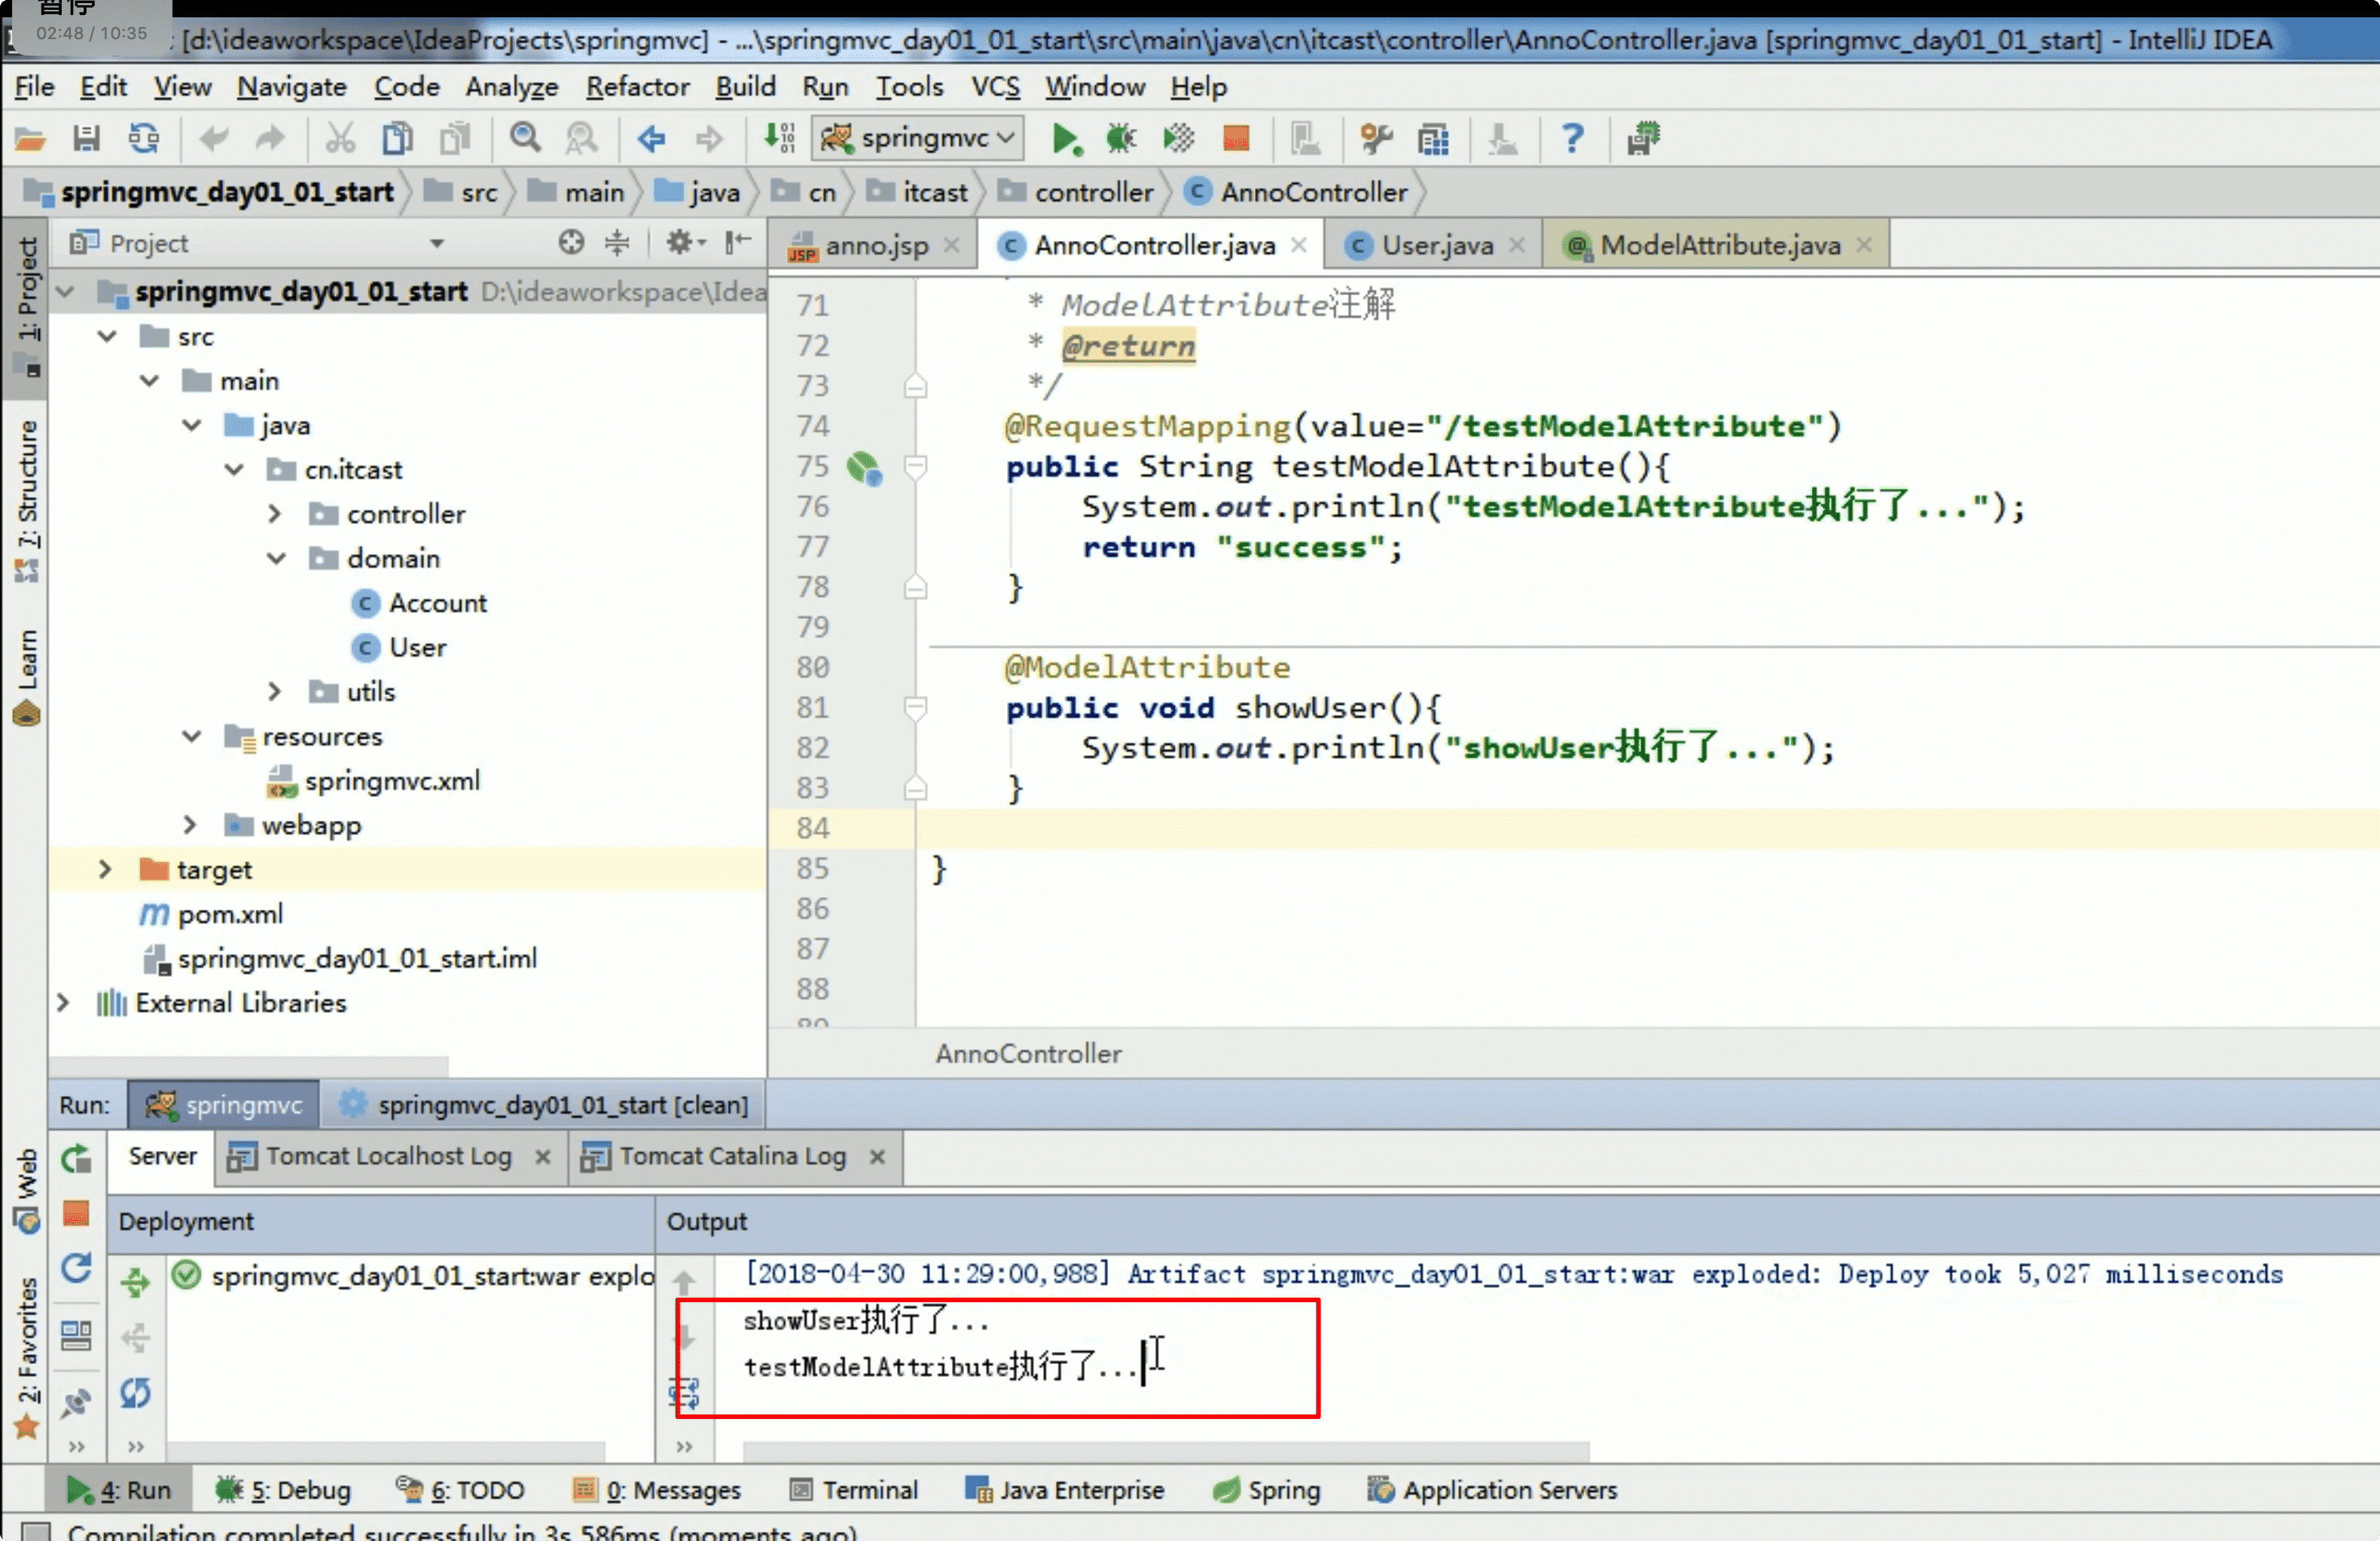 暂停
02:48 / 10:35
[d:\ideaworkspace\IdeaProjects\springmvc] - ...\springmvc_day01_01_start\src\main\java\cn\itcast\controller\AnnoController.java [springmvc_day01_01_start] - IntelliJ IDEA
File Edit View Navigate Code Analyze Refactor Build Run Tools VCS Window Help
springmvc
springmvc_day01_01_start src main java cn itcast controller AnnoController
1: Project
7: Structure
Learn
Web
2: Favorites
Project
springmvc_day01_01_start D:\ideaworkspace\Idea
src
main
java
cn.itcast
controller
domain
Account
User
utils
resources
springmvc.xml
webapp
target
pom.xml
springmvc_day01_01_start.iml
External Libraries
anno.jsp AnnoController.java User.java ModelAttribute.java
71 * ModelAttribute注解
72 * @return
73 */
74 @RequestMapping(value="/testModelAttribute")
75 public String testModelAttribute(){
76 System.out.println("testModelAttribute执行了...");
77 return "success";
78 }
79
80 @ModelAttribute
81 public void showUser(){
82 System.out.println("showUser执行了...");
83 }
84
85 }
86
87
88
89
AnnoController
Run: springmvc springmvc_day01_01_start [clean]
Server Tomcat Localhost Log Tomcat Catalina Log
Deployment
springmvc_day01_01_start:war explo
Output
[2018-04-30 11:29:00,988] Artifact springmvc_day01_01_start:war exploded: Deploy took 5,027 milliseconds
showUser执行了...
testModelAttribute执行了...
4: Run 5: Debug 6: TODO 0: Messages Terminal Java Enterprise Spring Application Servers
Compilation completed successfully in 3s 586ms (moments ago)